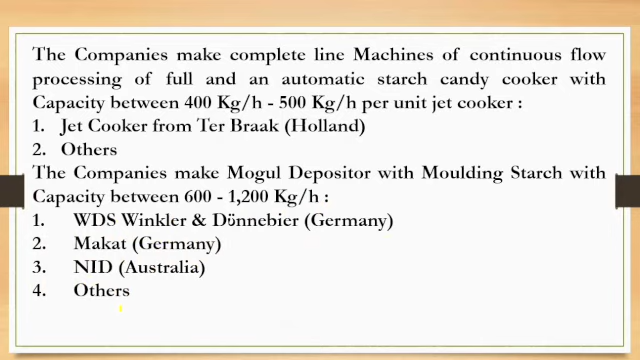 The Companies make complete line Machines of continuous flow
processing of full and an automatic starch candy cooker with
Capacity between 400 Kg/h - 500 Kg/h per unit jet cooker :
1. Jet Cooker from Ter Braak (Holland)
2. Others
The Companies make Mogul Depositor with Moulding Starch with
Capacity between 600 - 1,200 Kg/h :
1. WDS Winkler & Dünnebier (Germany)
2. Makat (Germany)
3. NID (Australia)
4. Others